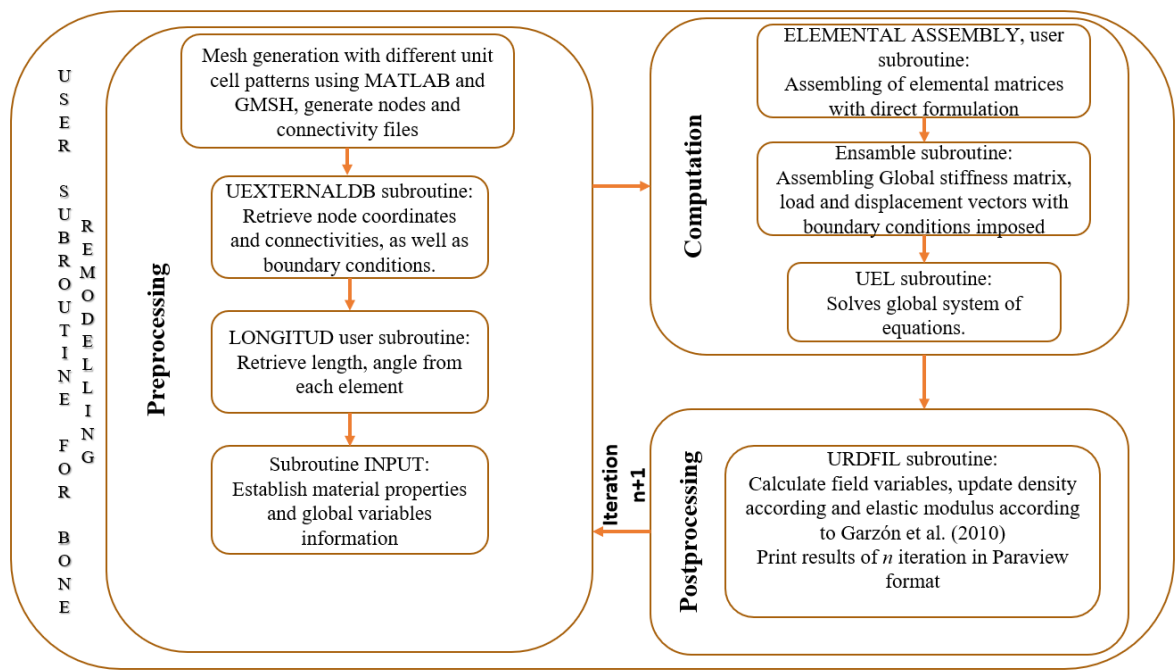 USER SUBROUTINE FOR BONE
REMODELLING
Preprocessing
Mesh generation with different unit
cell patterns using MATLAB and
GMSH, generate nodes and
connectivity files
UEXTERNALDB subroutine:
Retrieve node coordinates
and connectivities, as well as
boundary conditions.
LONGITUD user subroutine:
Retrieve length, angle from
each element
Subroutine INPUT:
Establish material properties
and global variables
information
Computation
ELEMENTAL ASSEMBLY, user
subroutine:
Assembling of elemental matrices
with direct formulation
Ensamble subroutine:
Assembling Global stiffness matrix,
load and displacement vectors with
boundary conditions imposed
UEL subroutine:
Solves global system of
equations.
Iteration
n+1
Postprocessing
URDFIL subroutine:
Calculate field variables, update density
according and elastic modulus according
to Garzón et al. (2010)
Print results of n iteration in Paraview
format